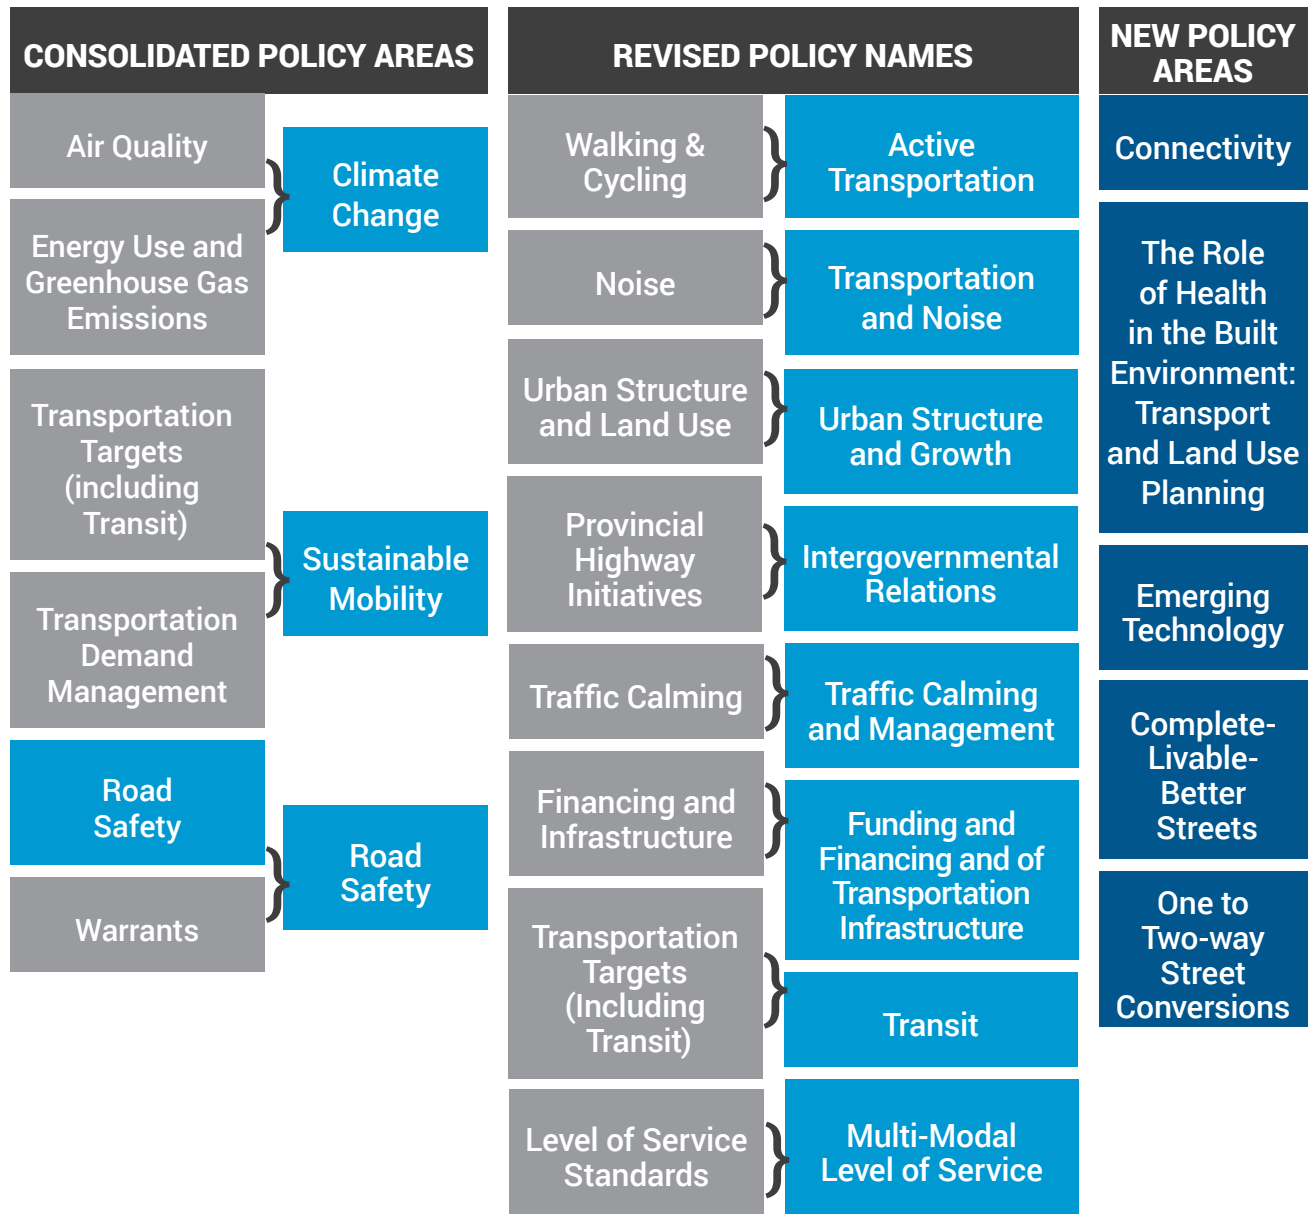 CONSOLIDATED POLICY AREAS
Air Quality
Energy Use and
Greenhouse Gas
Emissions
Climate
Change
Transportation
Targets
(including
Transit)
Transportation
Demand
Management
Sustainable
Mobility
Road
Safety
Warrants
Road
Safety
REVISED POLICY NAMES
Walking &
Cycling
Active
Transportation
Noise
Transportation
and Noise
Urban Structure
and Land Use
Urban Structure
and Growth
Provincial
Highway
Initiatives
Intergovernmental
Relations
Traffic Calming
Traffic Calming
and Management
Financing and
Infrastructure
Funding and
Financing and of
Transportation
Infrastructure
Transportation
Targets
(Including
Transit)
Transit
Level of Service
Standards
Multi-Modal
Level of Service
NEW POLICY
AREAS
Connectivity
The Role
of Health
in the Built
Environment:
Transport
and Land Use
Planning
Emerging
Technology
Complete-
Livable-
Better
Streets
One to
Two-way
Street
Conversions